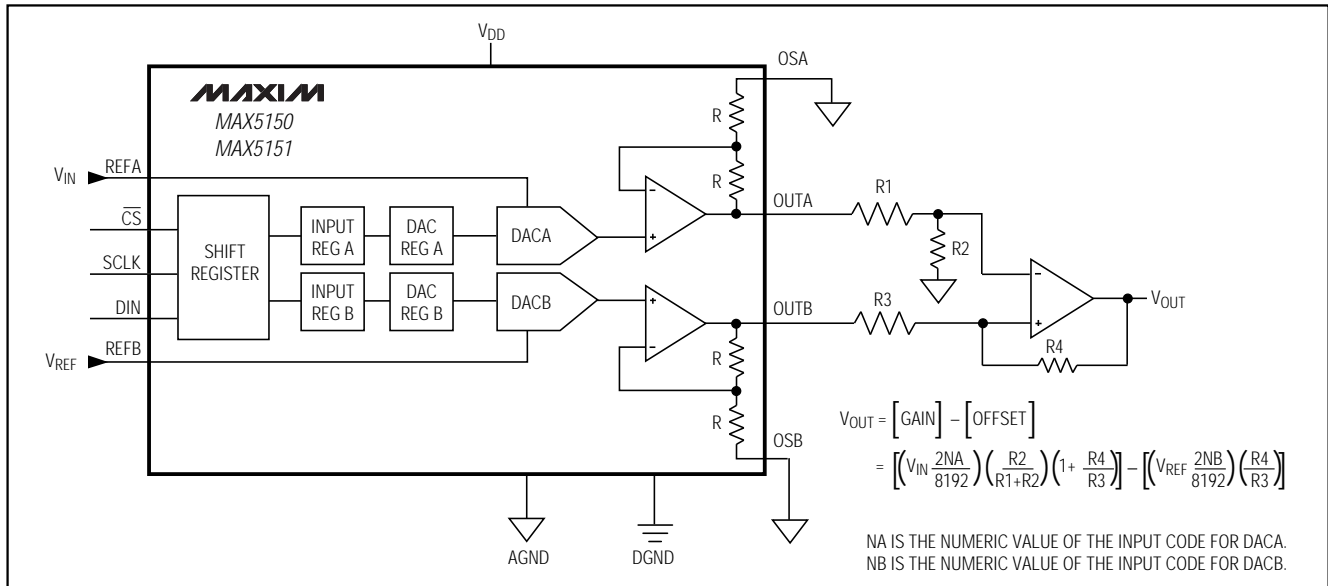 VDD
OSA
MAXIM
MAX5150
MAX5151
R
R
VIN
REFA
CS
SCLK
DIN
VREF
REFB
SHIFT
REGISTER
INPUT
REG A
DAC
REG A
DACA
INPUT
REG B
DAC
REG B
DACB
-
+
+
-
OUTA
R1
R2
OUTB
R3
-
+
R4
VOUT
R
R
OSB
AGND
DGND
VOUT = [GAIN] – [OFFSET]
= [(VIN 2NA/8192)(R2/R1+R2)(1+ R4/R3)] – [(VREF 2NB/8192)(R4/R3)]
NA IS THE NUMERIC VALUE OF THE INPUT CODE FOR DACA.
NB IS THE NUMERIC VALUE OF THE INPUT CODE FOR DACB.